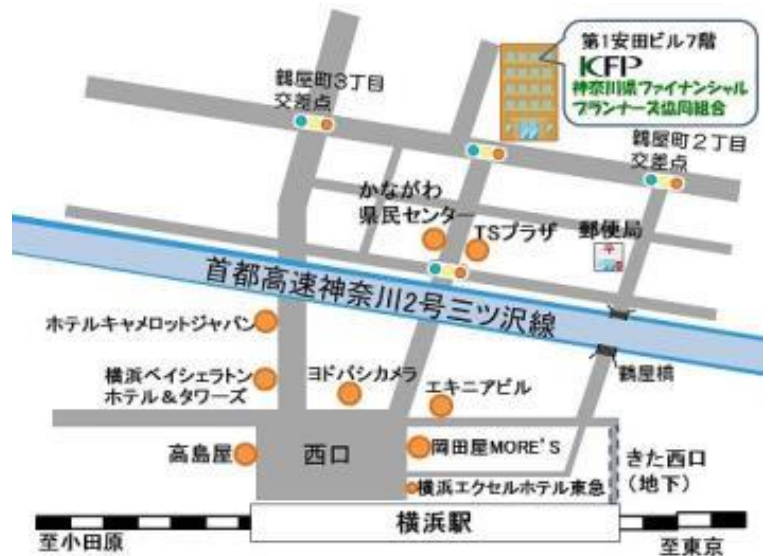 第1安田ビル7階
KFP
神奈川県ファイナンシャル
プランナーズ協同組合
鶴屋町3丁目
交差点
鶴屋町2丁目
交差点
かながわ
県民センター
TSプラザ
郵便局
首都高速神奈川2号三ツ沢線
ホテルキャメロットジャパン
鶴屋橋
横浜ベイシェラトン
ホテル&タワーズ
ヨドバシカメラ
エキニアビル
高島屋
西口
岡田屋MORE'S
きた西口
(地下)
横浜エクセルホテル東急
横浜駅
至小田原
至東京